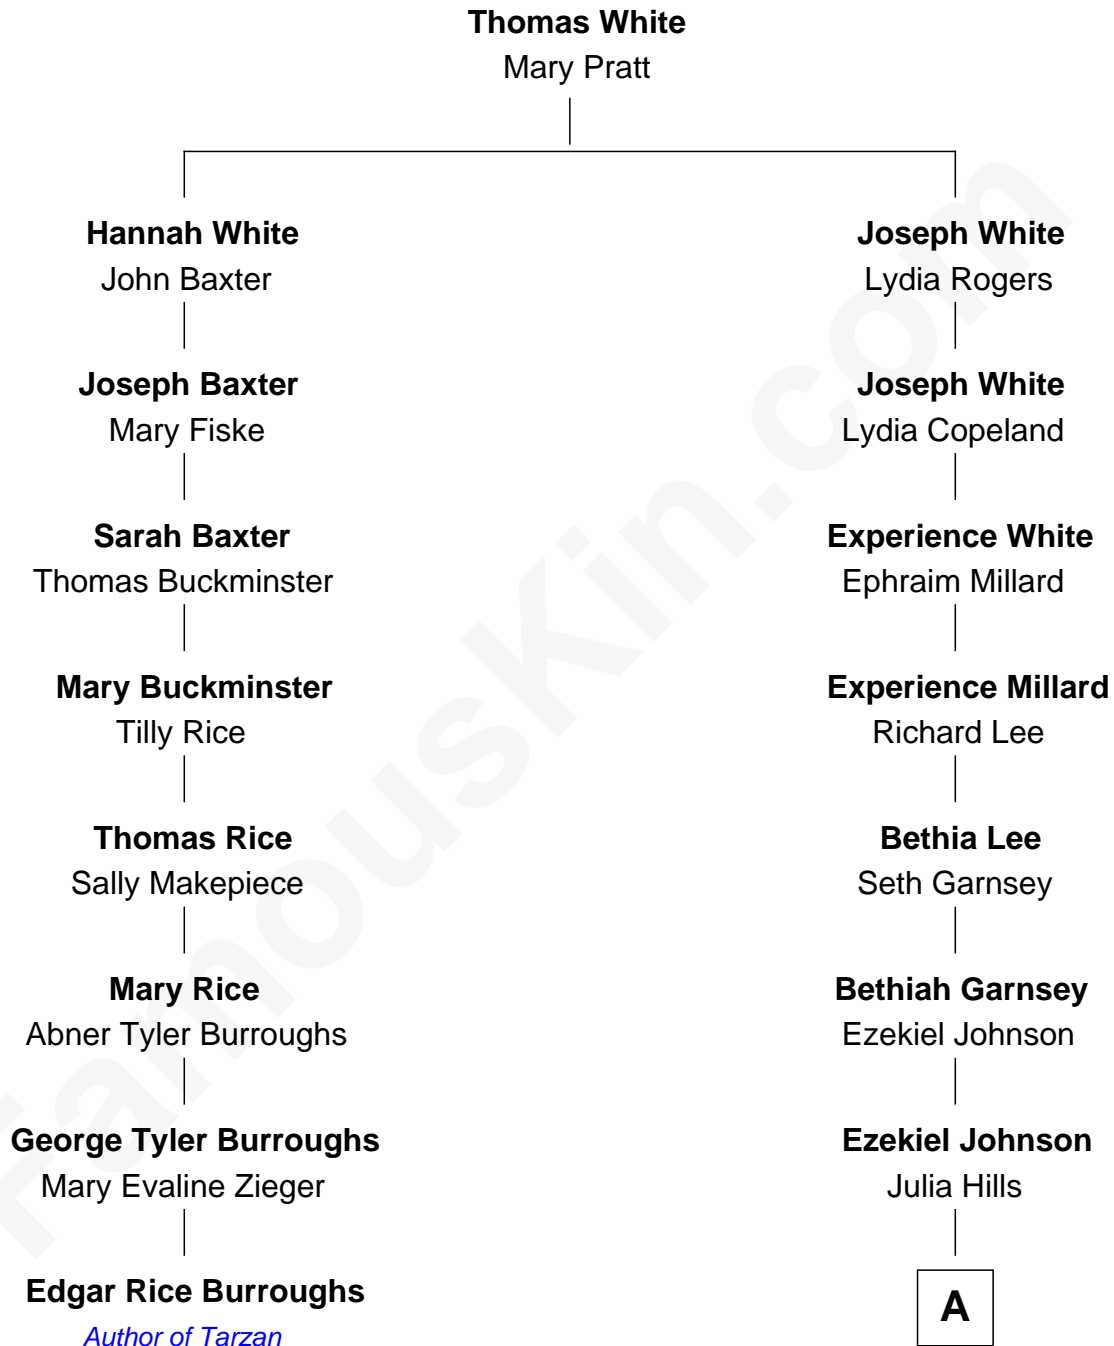 Thomas White
Mary Pratt
Hannah White
John Baxter
Joseph Baxter
Mary Fiske
Sarah Baxter
Thomas Buckminster
Mary Buckminster
Tilly Rice
Thomas Rice
Sally Makepiece
Mary Rice
Abner Tyler Burroughs
George Tyler Burroughs
Mary Evaline Zieger
Edgar Rice Burroughs
Author of Tarzan
Joseph White
Lydia Rogers
Joseph White
Lydia Copeland
Experience White
Ephraim Millard
Experience Millard
Richard Lee
Bethia Lee
Seth Garnsey
Bethiah Garnsey
Ezekiel Johnson
Ezekiel Johnson
Julia Hills
A
FamousKin.com